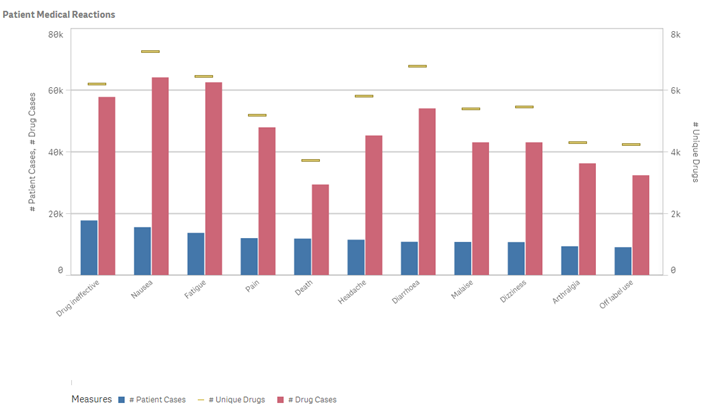 Patient Medical Reactions
80k
60k
40k
20k
0
# Patient Cases, # Drug Cases
8k
6k
4k
2k
0
# Unique Drugs
Drug ineffective
Nausea
Fatigue
Pain
Death
Headache
Diarrhoea
Malaise
Dizziness
Arthralgia
Off label use
Measures # Patient Cases # Unique Drugs # Drug Cases